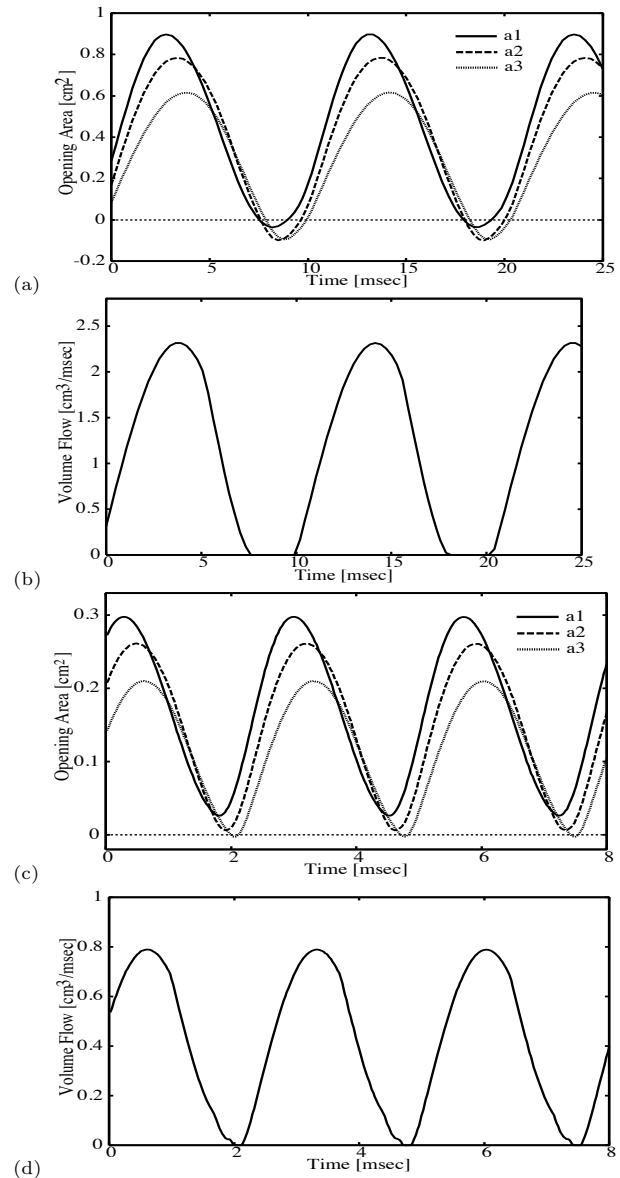 1
0.8
0.6
0.4
0.2
0
-0.2
Opening Area [cm²]
a1
a2
a3
0 5 10 15 20 25
Time [msec]
(a)
2.5
2
1.5
1
0.5
0
Volume Flow [cm3/msec]
0 5 10 15 20 25
Time [msec]
(b)
0.3
0.2
0.1
0
Opening Area [cm²]
a1
a2
a3
0 2 4 6 8
Time [msec]
(c)
1
0.8
0.6
0.4
0.2
0
Volume Flow [cm3/msec]
0 2 4 6 8
Time [msec]
(d)